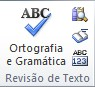 ABC
Ortografia
e Gramática
ABC
123
Revisão de Texto